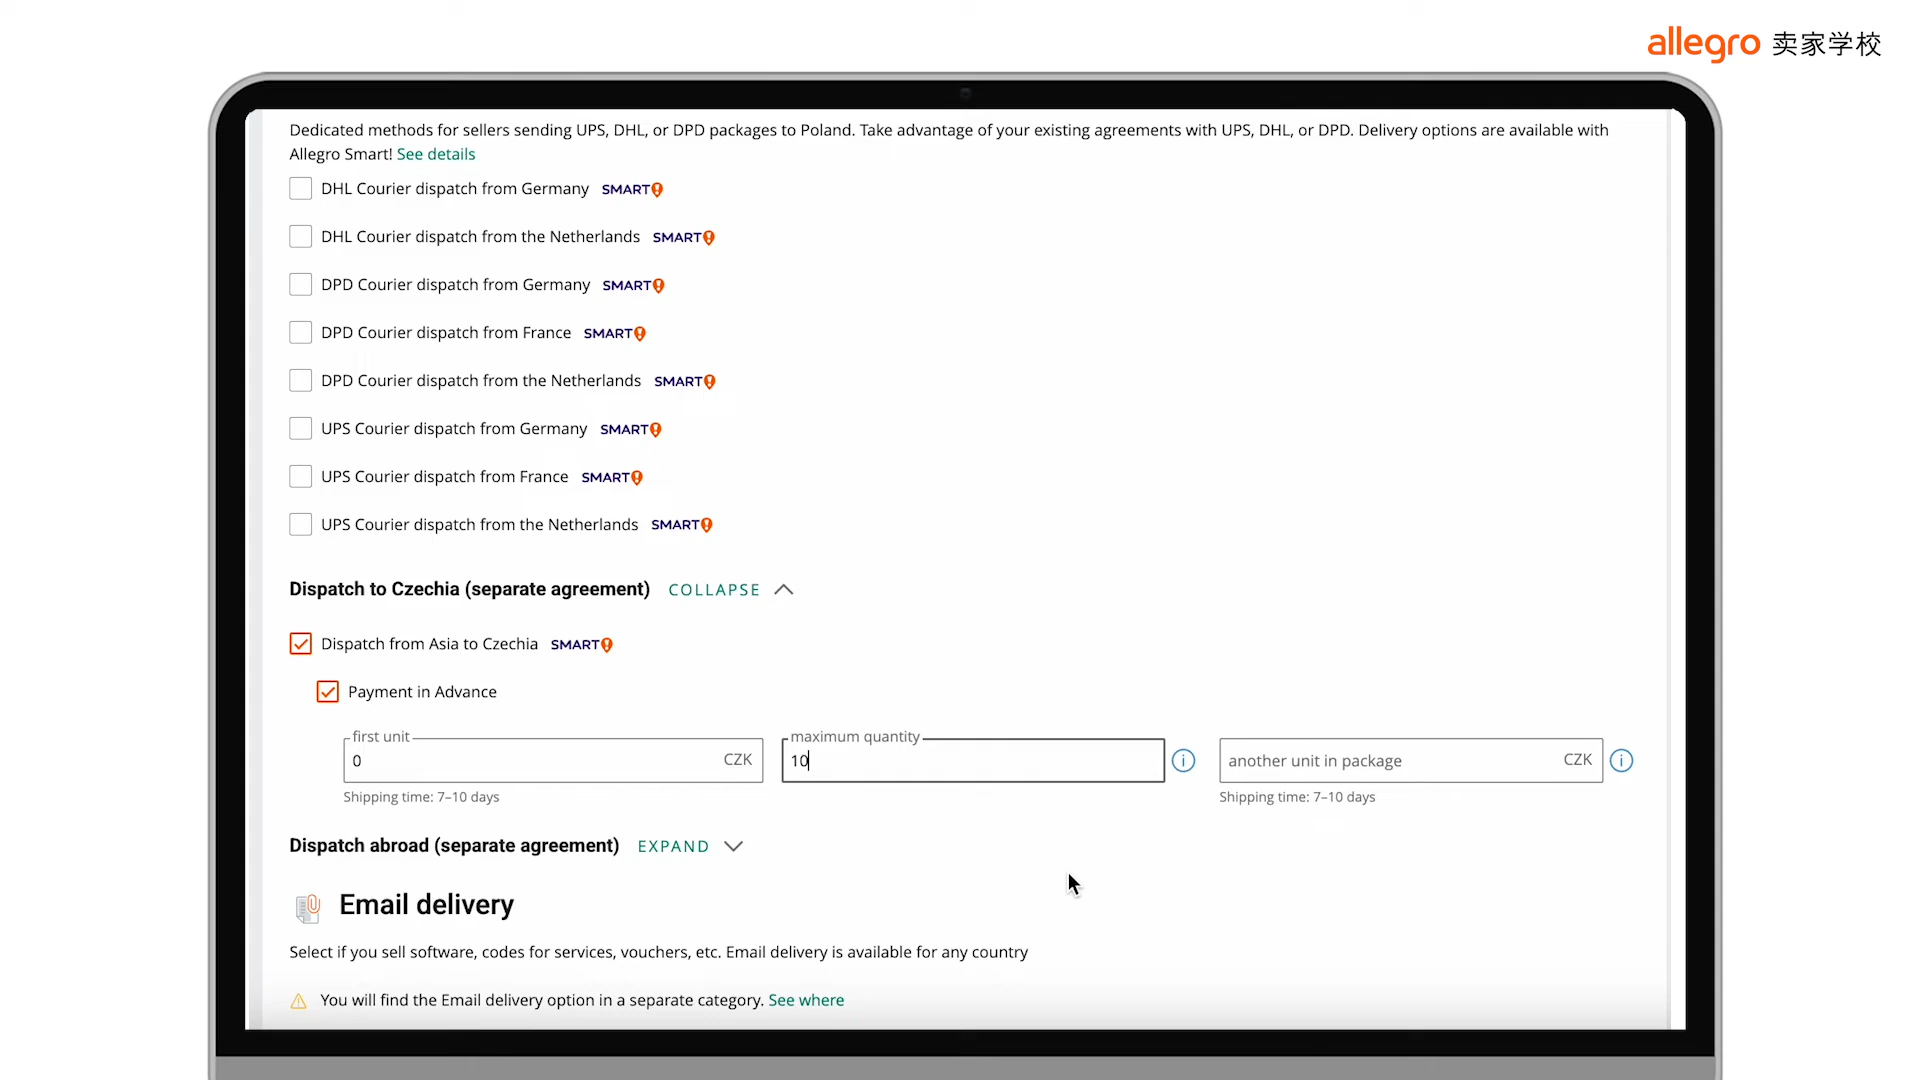 allegro 卖家学校
Dedicated methods for sellers sending UPS, DHL, or DPD packages to Poland. Take advantage of your existing agreements with UPS, DHL, or DPD. Delivery options are available with
Allegro Smart! See details
DHL Courier dispatch from Germany SMART!
DHL Courier dispatch from the Netherlands SMART!
DPD Courier dispatch from Germany SMART!
DPD Courier dispatch from France SMART!
DPD Courier dispatch from the Netherlands SMART!
UPS Courier dispatch from Germany SMART!
UPS Courier dispatch from France SMART!
UPS Courier dispatch from the Netherlands SMART!
Dispatch to Czechia (separate agreement) COLLAPSE
Dispatch from Asia to Czechia SMART!
Payment in Advance
first unit maximum quantity
0 CZK 10 i another unit in package CZK i
Shipping time: 7–10 days Shipping time: 7–10 days
Dispatch abroad (separate agreement) EXPAND
Email delivery
Select if you sell software, codes for services, vouchers, etc. Email delivery is available for any country
You will find the Email delivery option in a separate category. See where